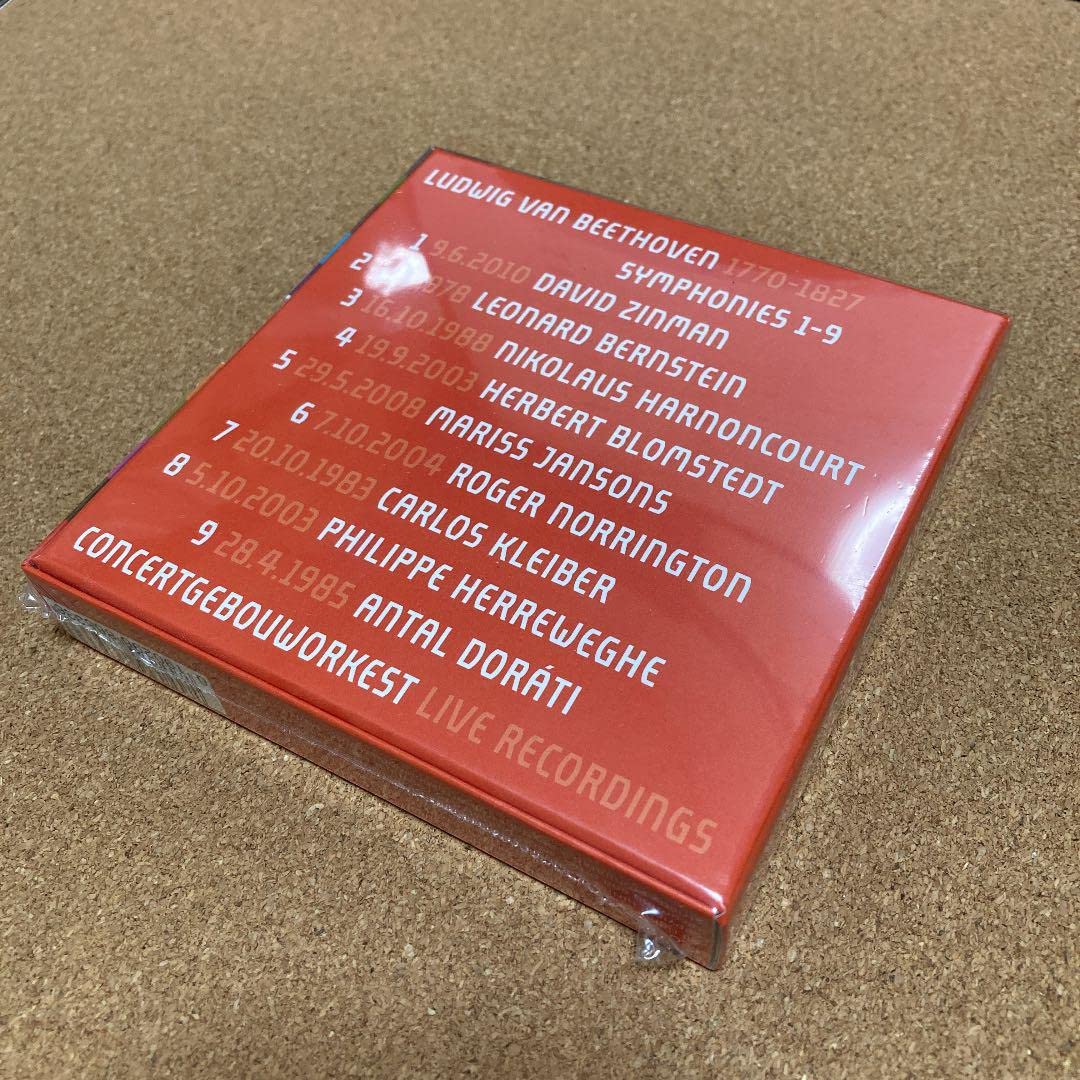 LUDWIG VAN BEETHOVEN 1770-1827
SYMPHONIES 1-9
1 9.6.2010 DAVID ZINMAN
2 1978 LEONARD BERNSTEIN
3 16.10.1988 NIKOLAUS HARNONCOURT
4 19.9.2003 HERBERT BLOMSTEDT
5 29.5.2008 MARISS JANSONS
6 7.10.2004 ROGER NORRINGTON
7 20.10.1983 CARLOS KLEIBER
8 5.10.2003 PHILIPPE HERREWEGHE
9 28.4.1985 ANTAL DORÁTI
CONCERTGEBOUWORKEST LIVE RECORDINGS